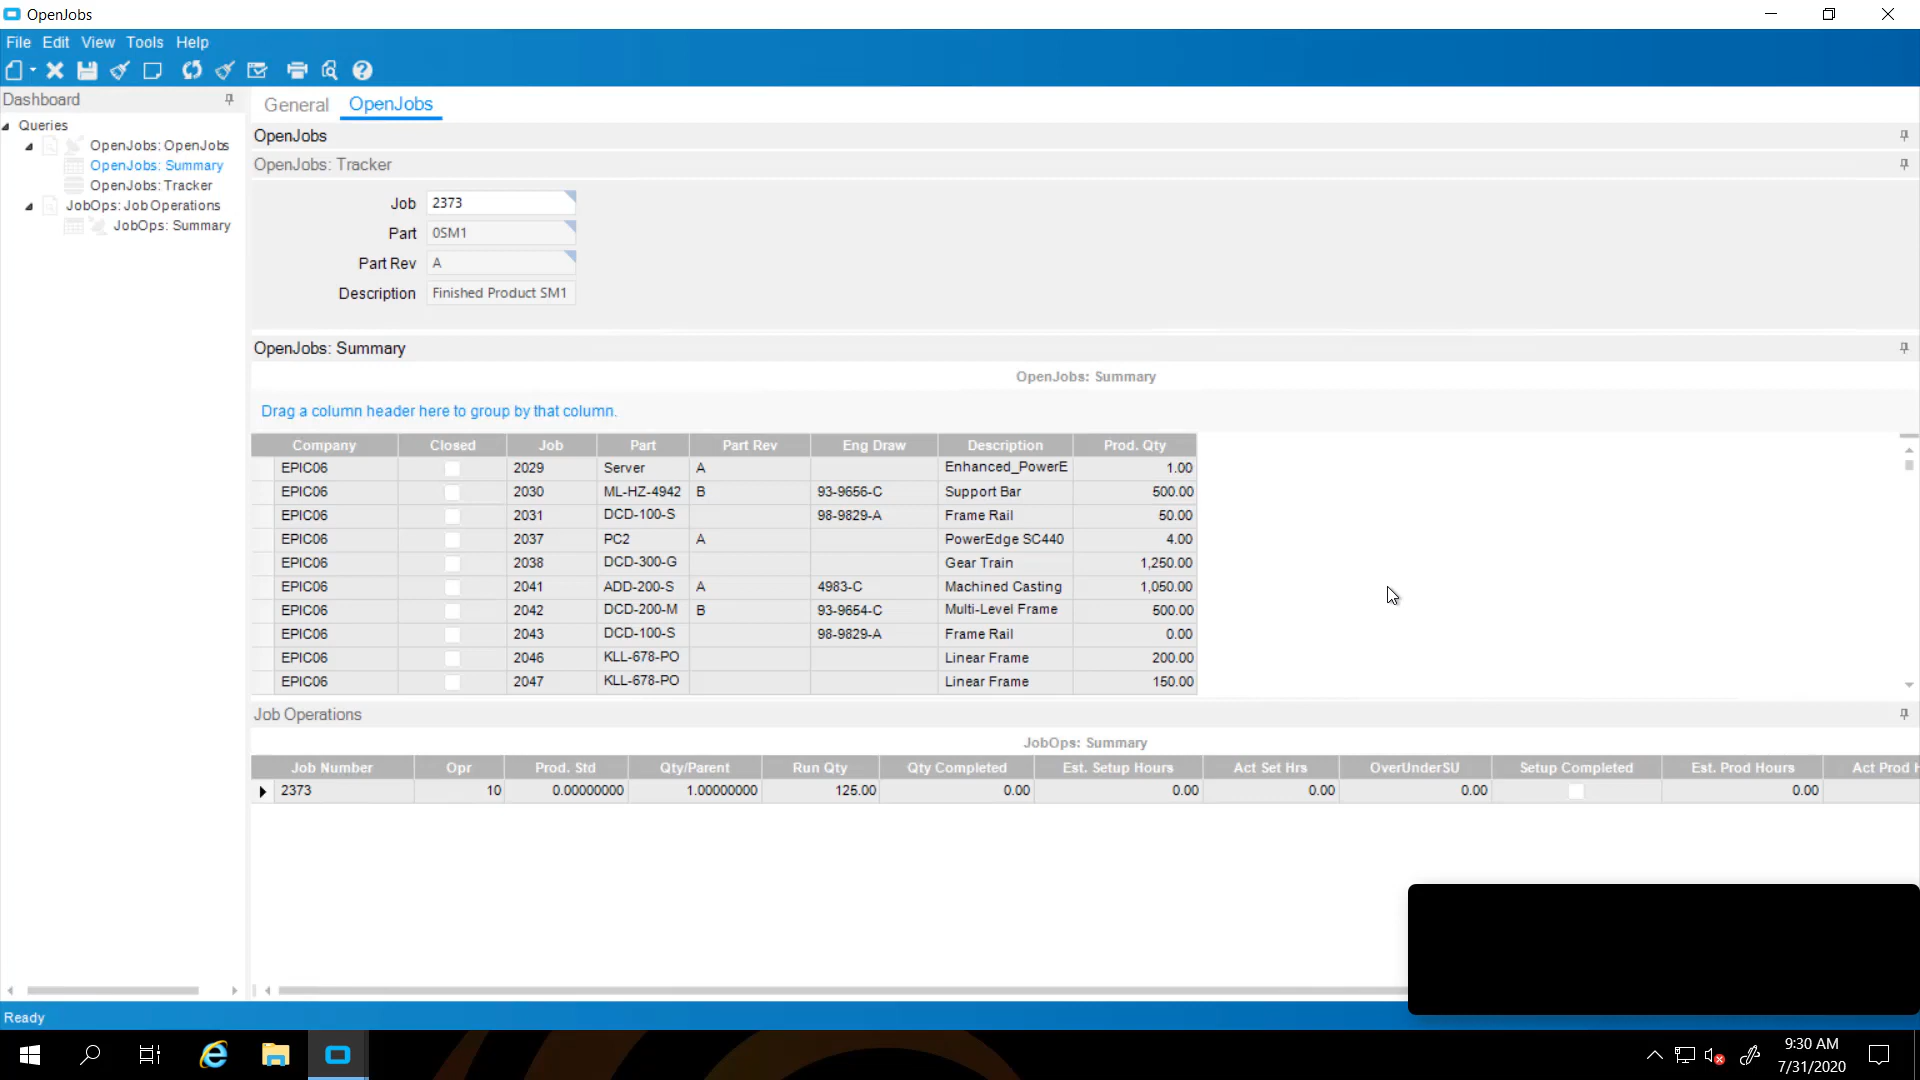 OpenJobs
File Edit View Tools Help
Dashboard
Queries
OpenJobs: OpenJobs
OpenJobs: Summary
OpenJobs: Tracker
JobOps: Job Operations
JobOps: Summary
General OpenJobs
OpenJobs
OpenJobs: Tracker
Job 2373
Part 0SM1
Part Rev A
Description Finished Product SM1
OpenJobs: Summary
OpenJobs: Summary
Drag a column header here to group by that column.
Company Closed Job Part Part Rev Eng Draw Description Prod. Qty
EPIC06 2029 Server A Enhanced_PowerE 1.00
EPIC06 2030 ML-HZ-4942 B 93-9656-C Support Bar 500.00
EPIC06 2031 DCD-100-S 98-9829-A Frame Rail 50.00
EPIC06 2037 PC2 A PowerEdge SC440 4.00
EPIC06 2038 DCD-300-G Gear Train 1,250.00
EPIC06 2041 ADD-200-S A 4983-C Machined Casting 1,050.00
EPIC06 2042 DCD-200-M B 93-9654-C Multi-Level Frame 500.00
EPIC06 2043 DCD-100-S 98-9829-A Frame Rail 0.00
EPIC06 2046 KLL-678-PO Linear Frame 200.00
EPIC06 2047 KLL-678-PO Linear Frame 150.00
Job Operations
JobOps: Summary
Job Number Opr Prod. Std Qty/Parent Run Qty Qty Completed Est. Setup Hours Act Set Hrs OverUnderSU Setup Completed Est. Prod Hours Act Prod H
2373 10 0.00000000 1.00000000 125.00 0.00 0.00 0.00 0.00 0.00
Ready
9:30 AM
7/31/2020